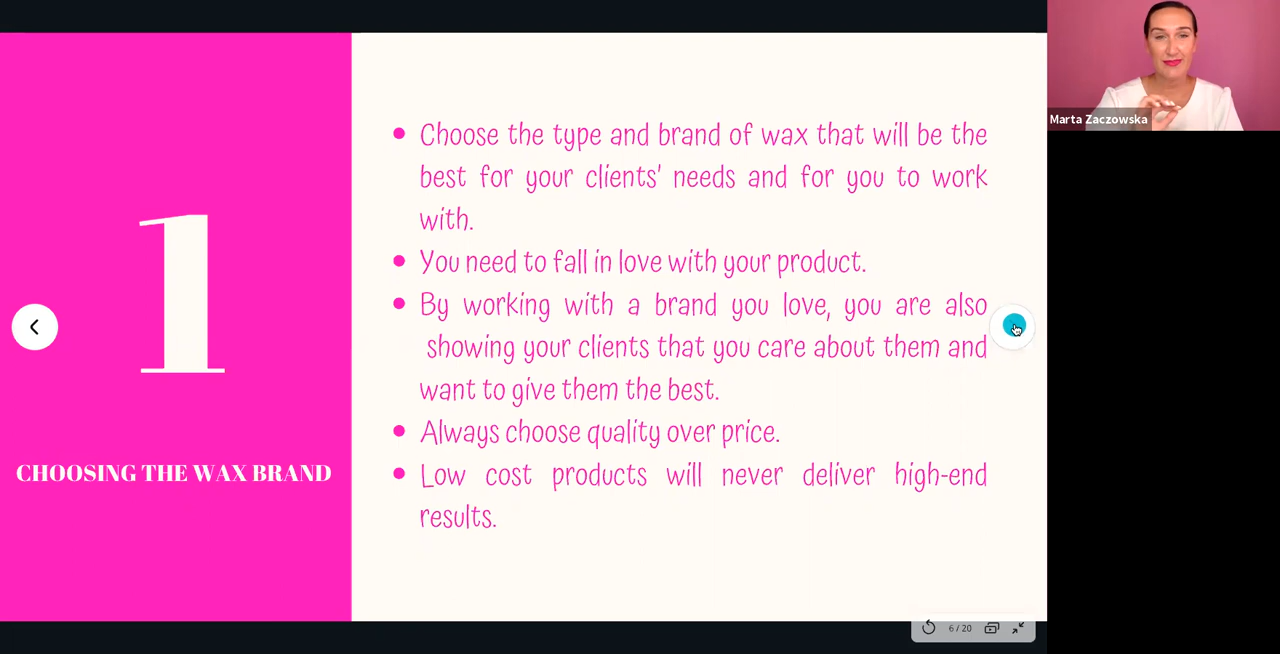 1
CHOOSING THE WAX BRAND
Choose the type and brand of wax that will be the
best for your clients' needs and for you to work
with.
You need to fall in love with your product.
By working with a brand you love, you are also
showing your clients that you care about them and
want to give them the best.
Always choose quality over price.
Low cost products will never deliver high-end
results.
Marta Zaczowska
6 / 20